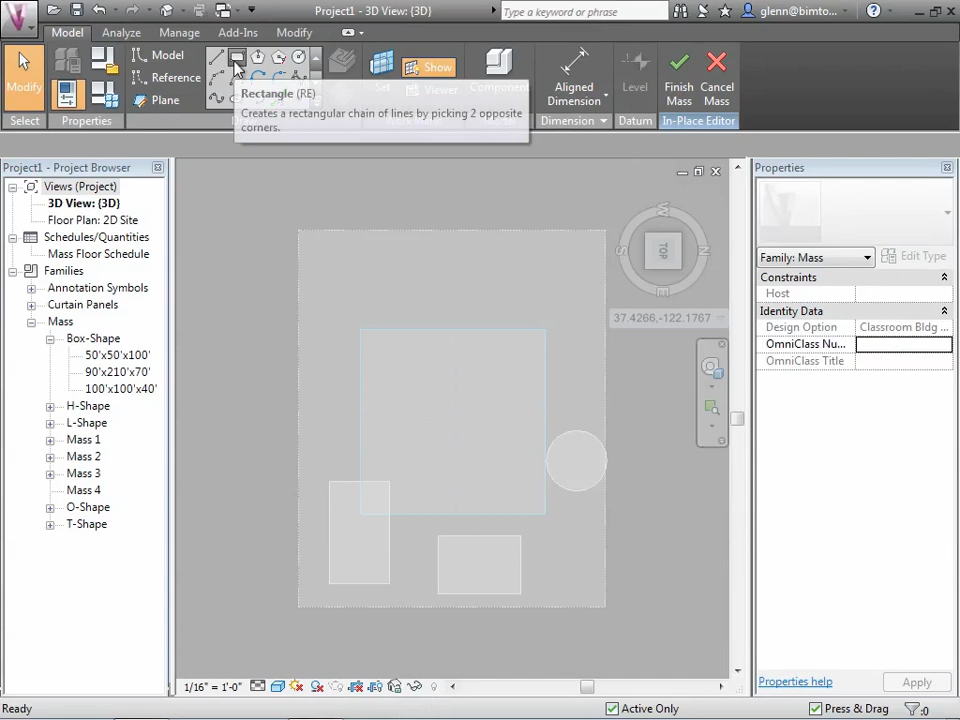 Project1 - 3D View: {3D}
Type a keyword or phrase
glenn@bimto...
Model
Analyze
Manage
Add-Ins
Modify
Modify
Select
Properties
Model
Reference
Plane
Show
Viewer
Aligned
Dimension
Dimension
Level
Datum
Finish
Mass
Cancel
Mass
In-Place Editor
Rectangle (RE)
Creates a rectangular chain of lines by picking 2 opposite
corners.
Project1 - Project Browser
Views (Project)
3D View: {3D}
Floor Plan: 2D Site
Schedules/Quantities
Mass Floor Schedule
Families
Annotation Symbols
Curtain Panels
Mass
Box-Shape
50'x50'x100'
90'x210'x70'
100'x100'x40'
H-Shape
L-Shape
Mass 1
Mass 2
Mass 3
Mass 4
O-Shape
T-Shape
W
S
N
E
TOP
37.4266,-122.1767
Properties
Family: Mass
Edit Type
Constraints
Host
Identity Data
Design Option
Classroom Bldg ...
OmniClass Nu...
OmniClass Title
Properties help
Apply
1/16" = 1'-0"
Ready
Active Only
Press & Drag
:0